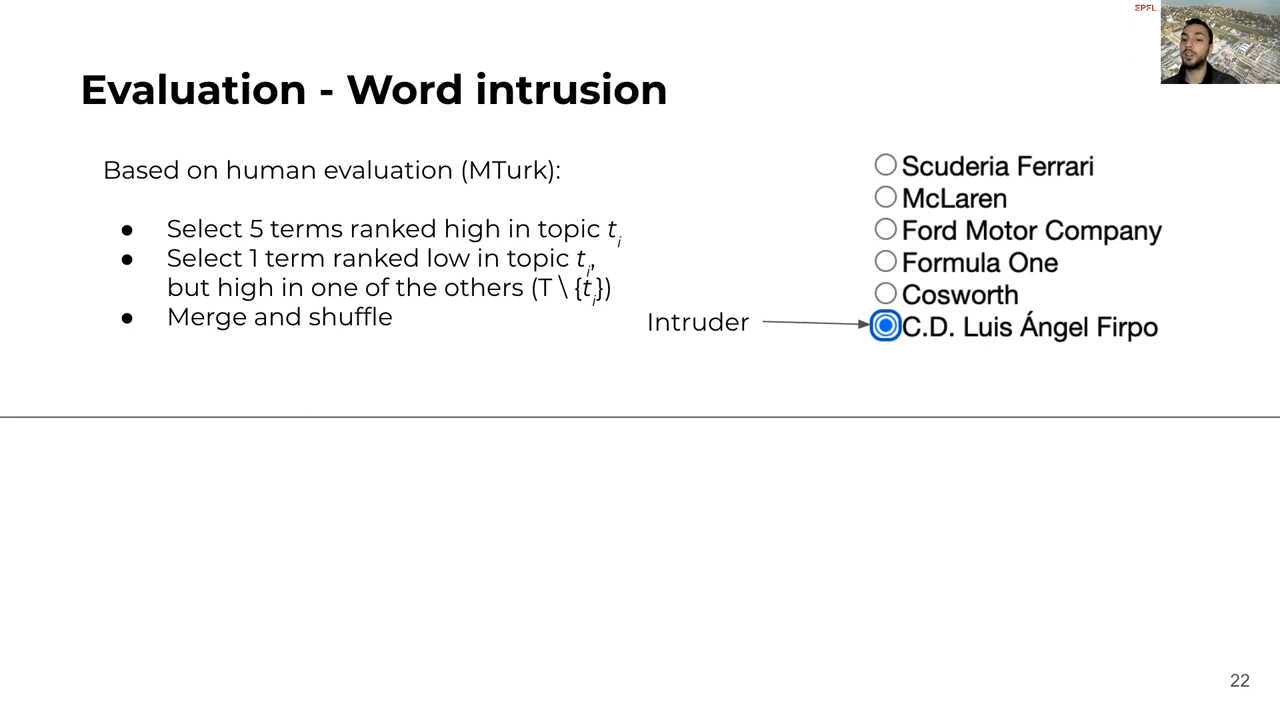 EPFL
Evaluation - Word intrusion
Based on human evaluation (MTurk):
● Select 5 terms ranked high in topic tᵢ
● Select 1 term ranked low in topic tᵢ,
but high in one of the others (T \ {tᵢ})
● Merge and shuffle
Intruder
Scuderia Ferrari
McLaren
Ford Motor Company
Formula One
Cosworth
C.D. Luis Ángel Firpo
22